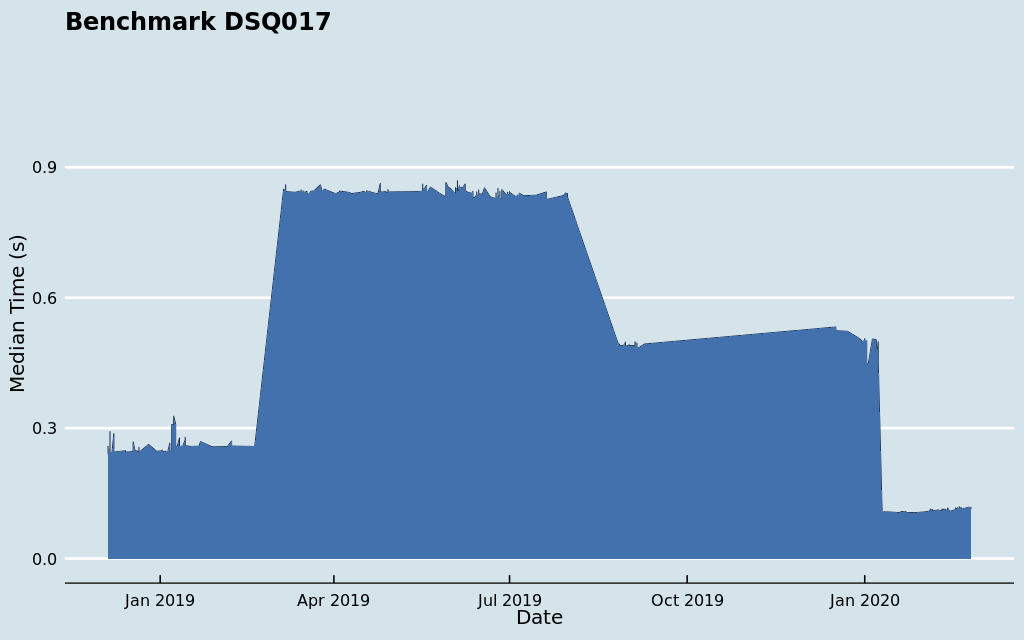 Benchmark DSQ017
Median Time (s)
0.9
0.6
0.3
0.0
Jan 2019
Apr 2019
Jul 2019
Oct 2019
Jan 2020
Date